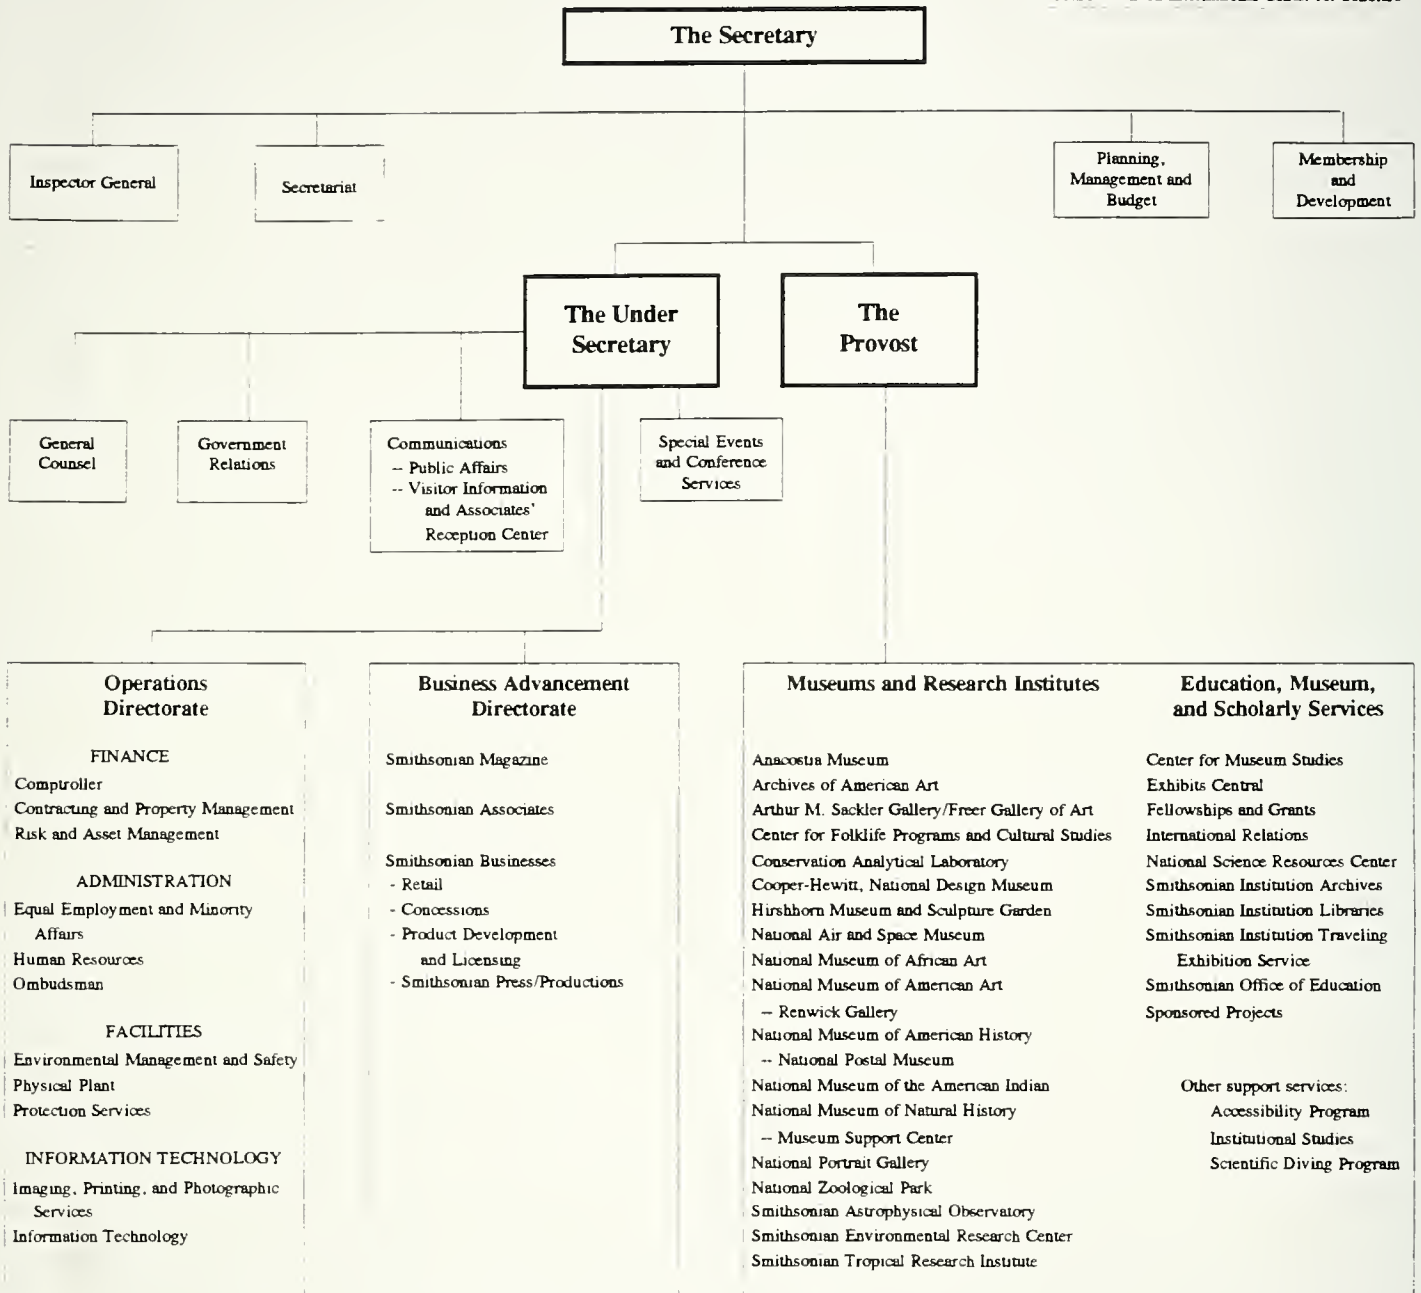 The Secretary
Inspector General
Secretariat
Planning,
Management and
Budget
Membership
and
Development
The Under
Secretary
The
Provost
General
Counsel
Government
Relations
Communications
-- Public Affairs
-- Visitor Information
and Associates'
Reception Center
Special Events
and Conference
Services
Operations
Directorate
FINANCE
Comptroller
Contracting and Property Management
Risk and Asset Management
ADMINISTRATION
Equal Employment and Minority
Affairs
Human Resources
Ombudsman
FACILITIES
Environmental Management and Safety
Physical Plant
Protection Services
INFORMATION TECHNOLOGY
Imaging, Printing, and Photographic
Services
Information Technology
Business Advancement
Directorate
Smithsonian Magazine
Smithsonian Associates
Smithsonian Businesses
- Retail
- Concessions
- Product Development
and Licensing
- Smithsonian Press/Productions
Museums and Research Institutes
Anacostia Museum
Archives of American Art
Arthur M. Sackler Gallery/Freer Gallery of Art
Center for Folklife Programs and Cultural Studies
Conservation Analytical Laboratory
Cooper-Hewitt, National Design Museum
Hirshhorn Museum and Sculpture Garden
National Air and Space Museum
National Museum of African Art
National Museum of American Art
-- Renwick Gallery
National Museum of American History
-- National Postal Museum
National Museum of the American Indian
National Museum of Natural History
-- Museum Support Center
National Portrait Gallery
National Zoological Park
Smithsonian Astrophysical Observatory
Smithsonian Environmental Research Center
Smithsonian Tropical Research Institute
Education, Museum,
and Scholarly Services
Center for Museum Studies
Exhibits Central
Fellowships and Grants
International Relations
National Science Resources Center
Smithsonian Institution Archives
Smithsonian Institution Libraries
Smithsonian Institution Traveling
Exhibition Service
Smithsonian Office of Education
Sponsored Projects
Other support services:
Accessibility Program
Institutional Studies
Scientific Diving Program